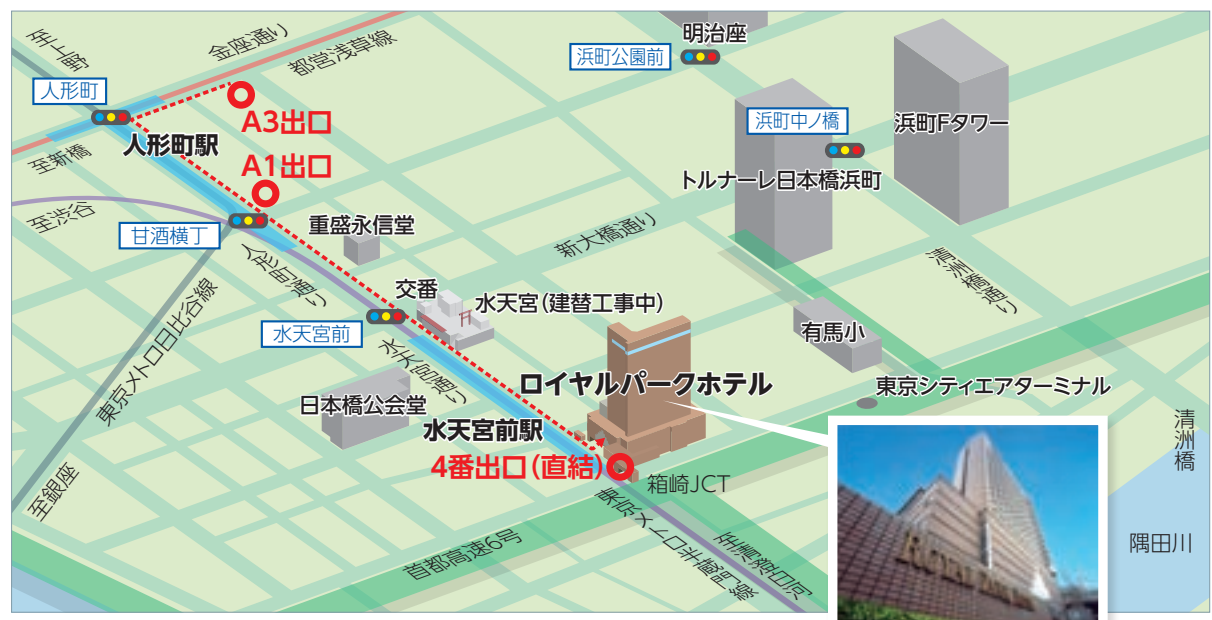 至上野
金座通り
都営浅草線
明治座
浜町公園前
人形町
A3出口
人形町駅
浜町中ノ橋
浜町Fタワー
至新橋
A1出口
トルナーレ日本橋浜町
至渋谷
甘酒横丁
重盛永信堂
新大橋通り
人形町通り
清洲橋通り
交番
水天宮（建替工事中）
東京メトロ日比谷線
水天宮前
有馬小
水天宮通り
ロイヤルパークホテル
東京シティエアターミナル
日本橋公会堂
水天宮前駅
清洲橋
4番出口（直結）
箱崎JCT
至銀座
東京メトロ半蔵門線
首都高速6号
至清澄白河
隅田川
ROYAL PARK